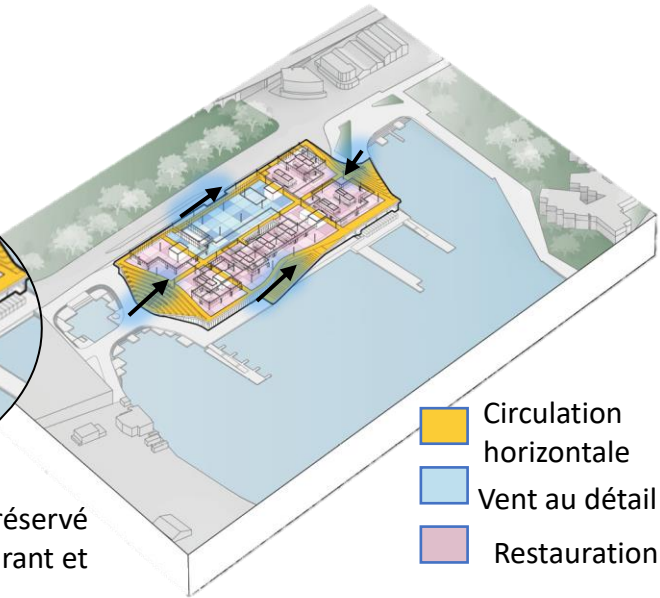 Circulation
horizontale
Vent au détail
Restauration
réservé
rant et